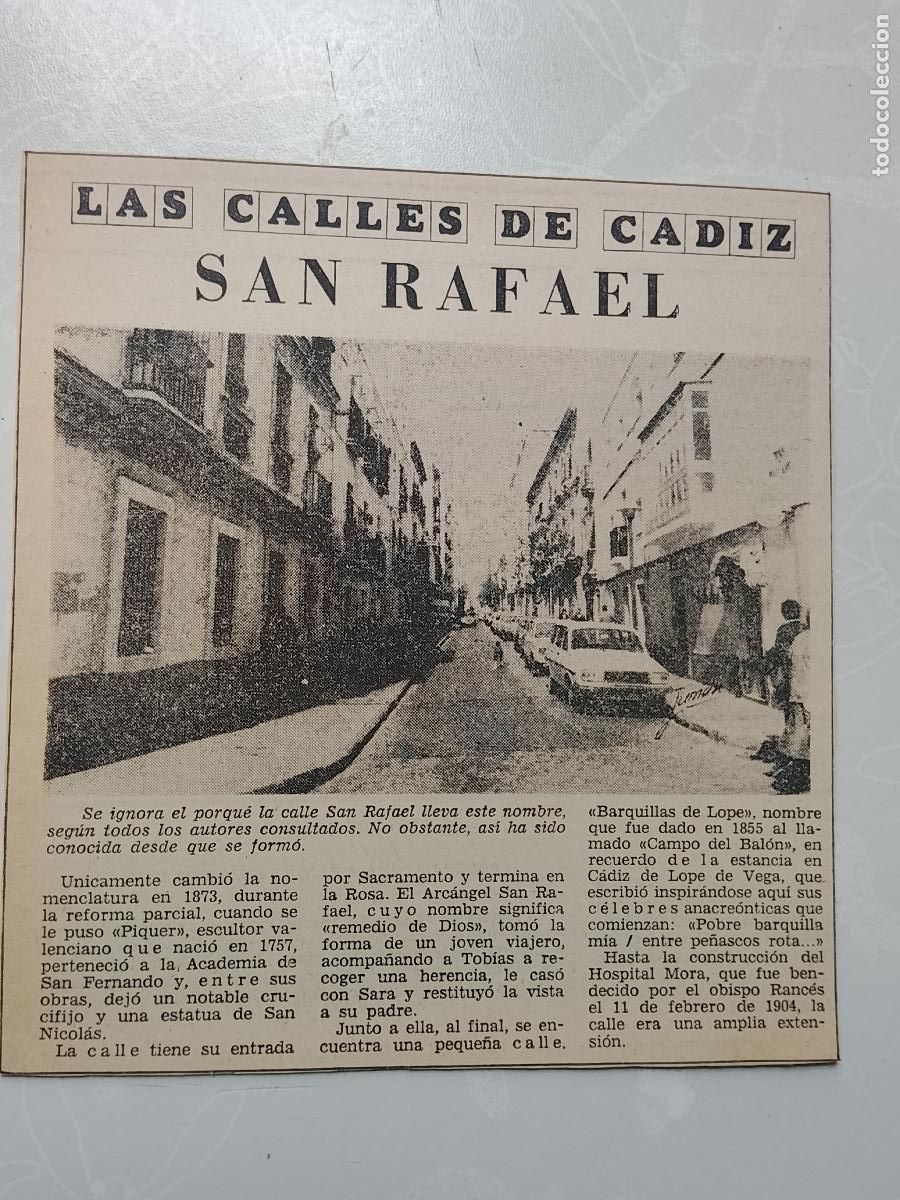 LAS CALLES DE CADIZ
SAN RAFAEL
Se ignora el porqué la calle San Rafael lleva este nombre,
según todos los autores consultados. No obstante, así ha sido
conocida desde que se formó.
Unicamente cambió la no-
menclatura en 1873, durante
la reforma parcial, cuando se
le puso «Piquer», escultor va-
lenciano que nació en 1757,
perteneció a la Academia de
San Fernando y, entre sus
obras, dejó un notable cru-
cifijo y una estatua de San
Nicolás.
La calle tiene su entrada
por Sacramento y termina en
la Rosa. El Arcángel San Ra-
fael, cuyo nombre significa
«remedio de Dios», tomó la
forma de un joven viajero,
acompañando a Tobías a re-
coger una herencia, le casó
con Sara y restituyó la vista
a su padre.
Junto a ella, al final, se en-
cuentra una pequeña calle,
«Barquillas de Lope», nombre
que fue dado en 1855 al lla-
mado «Campo del Balón», en
recuerdo de la estancia en
Cádiz de Lope de Vega, que
escribió inspirándose aquí sus
célebres anacreónticas que
comienzan: «Pobre barquilla
mía / entre peñascos rota...»
Hasta la construcción del
Hospital Mora, que fue ben-
decido por el obispo Rancés
el 11 de febrero de 1904, la
calle era una amplia exten-
sión.
todocoleccion